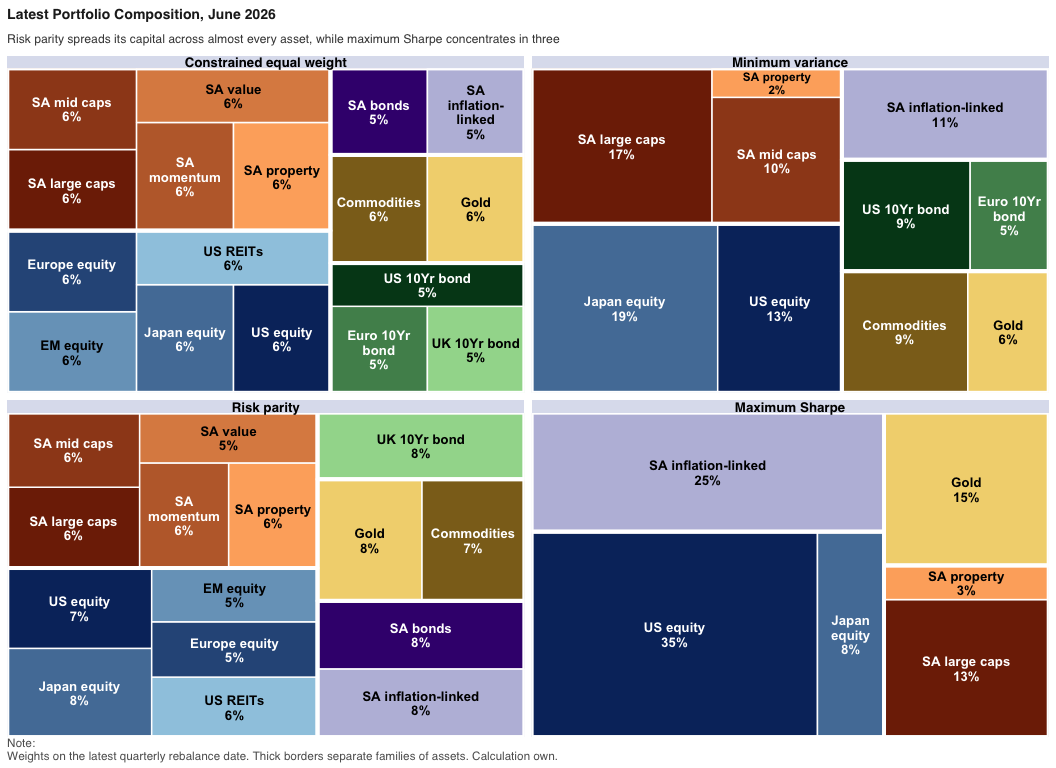 Latest Portfolio Composition, June 2026
Risk parity spreads its capital across almost every asset, while maximum Sharpe concentrates in three
Constrained equal weight
SA mid caps
6%
SA large caps
6%
SA value
6%
SA
momentum
6%
SA property
6%
Europe equity
6%
EM equity
6%
US REITs
6%
Japan equity
6%
US equity
6%
SA bonds
5%
SA
inflation-
linked
5%
Commodities
6%
Gold
6%
US 10Yr bond
5%
Euro 10Yr
bond
5%
UK 10Yr bond
5%
Minimum variance
SA large caps
17%
SA property
2%
SA mid caps
10%
Japan equity
19%
US equity
13%
SA inflation-linked
11%
US 10Yr bond
9%
Euro 10Yr
bond
5%
Commodities
9%
Gold
6%
Risk parity
SA mid caps
6%
SA large caps
6%
SA value
5%
SA
momentum
6%
SA property
6%
US equity
7%
Japan equity
8%
EM equity
5%
Europe equity
5%
US REITs
6%
UK 10Yr bond
8%
Gold
8%
Commodities
7%
SA bonds
8%
SA inflation-linked
8%
Maximum Sharpe
SA inflation-linked
25%
US equity
35%
Japan
equity
8%
Gold
15%
SA property
3%
SA large caps
13%
Note:
Weights on the latest quarterly rebalance date. Thick borders separate families of assets. Calculation own.